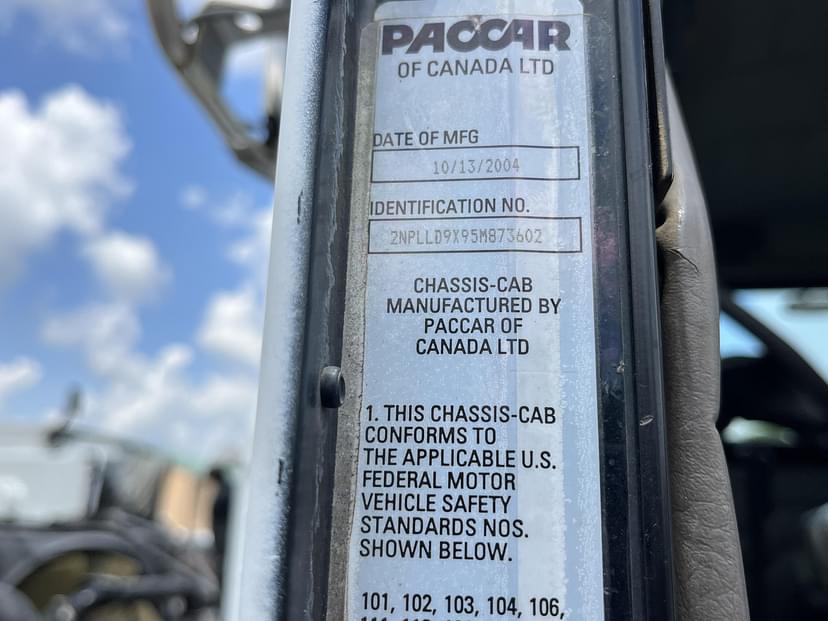 PACCAR
OF CANADA LTD
DATE OF MFG
10/13/2004
IDENTIFICATION NO.
2NPLLD9X95M873602
CHASSIS-CAB
MANUFACTURED BY
PACCAR OF
CANADA LTD
1. THIS CHASSIS-CAB
CONFORMS TO
THE APPLICABLE U.S.
FEDERAL MOTOR
VEHICLE SAFETY
STANDARDS NOS.
SHOWN BELOW.
101, 102, 103, 104, 106,